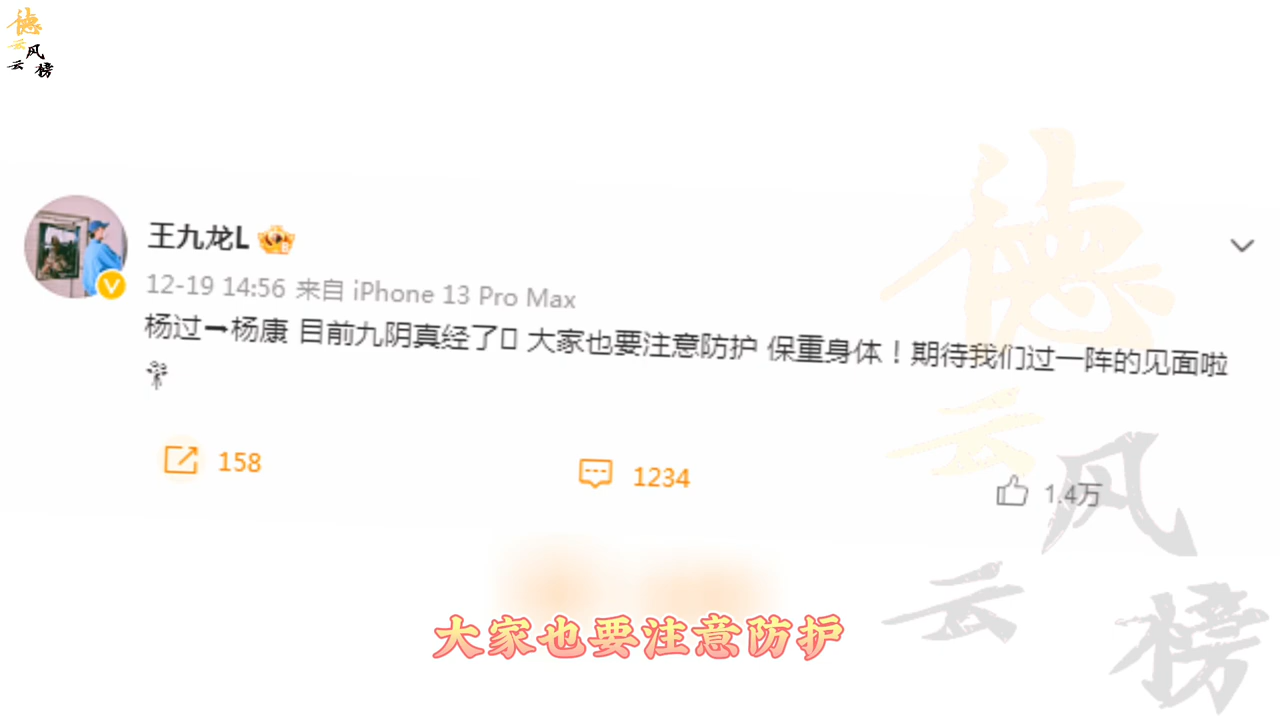 德云风云榜
王九龙L
12-19 14:56 来自 iPhone 13 Pro Max
杨过➡杨康 目前九阴真经了 大家也要注意防护 保重身体！期待我们过一阵的见面啦
158
1234
1.4万
德云风云榜
大家也要注意防护